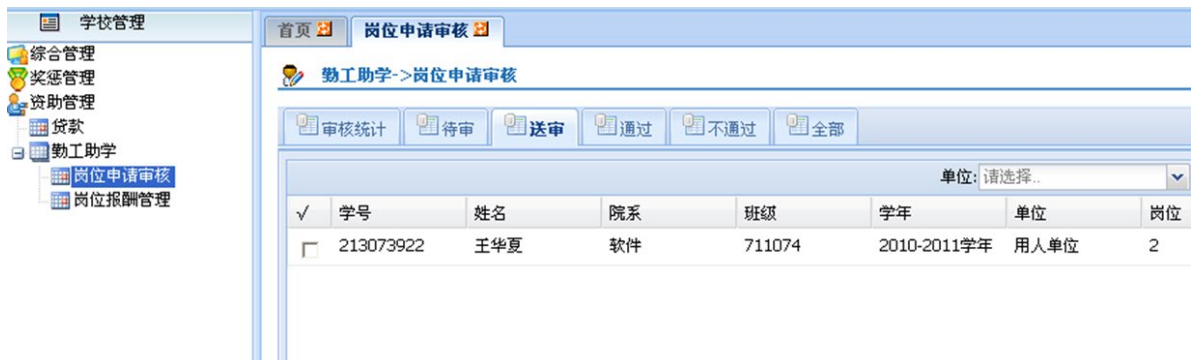 学校管理
综合管理
奖惩管理
资助管理
贷款
勤工助学
岗位申请审核
岗位报酬管理
首页 岗位申请审核
勤工助学->岗位申请审核
审核统计 待审 送审 通过 不通过 全部
单位: 请选择..
√ 学号 姓名 院系 班级 学年 单位 岗位
213073922 王华夏 软件 711074 2010-2011学年 用人单位 2